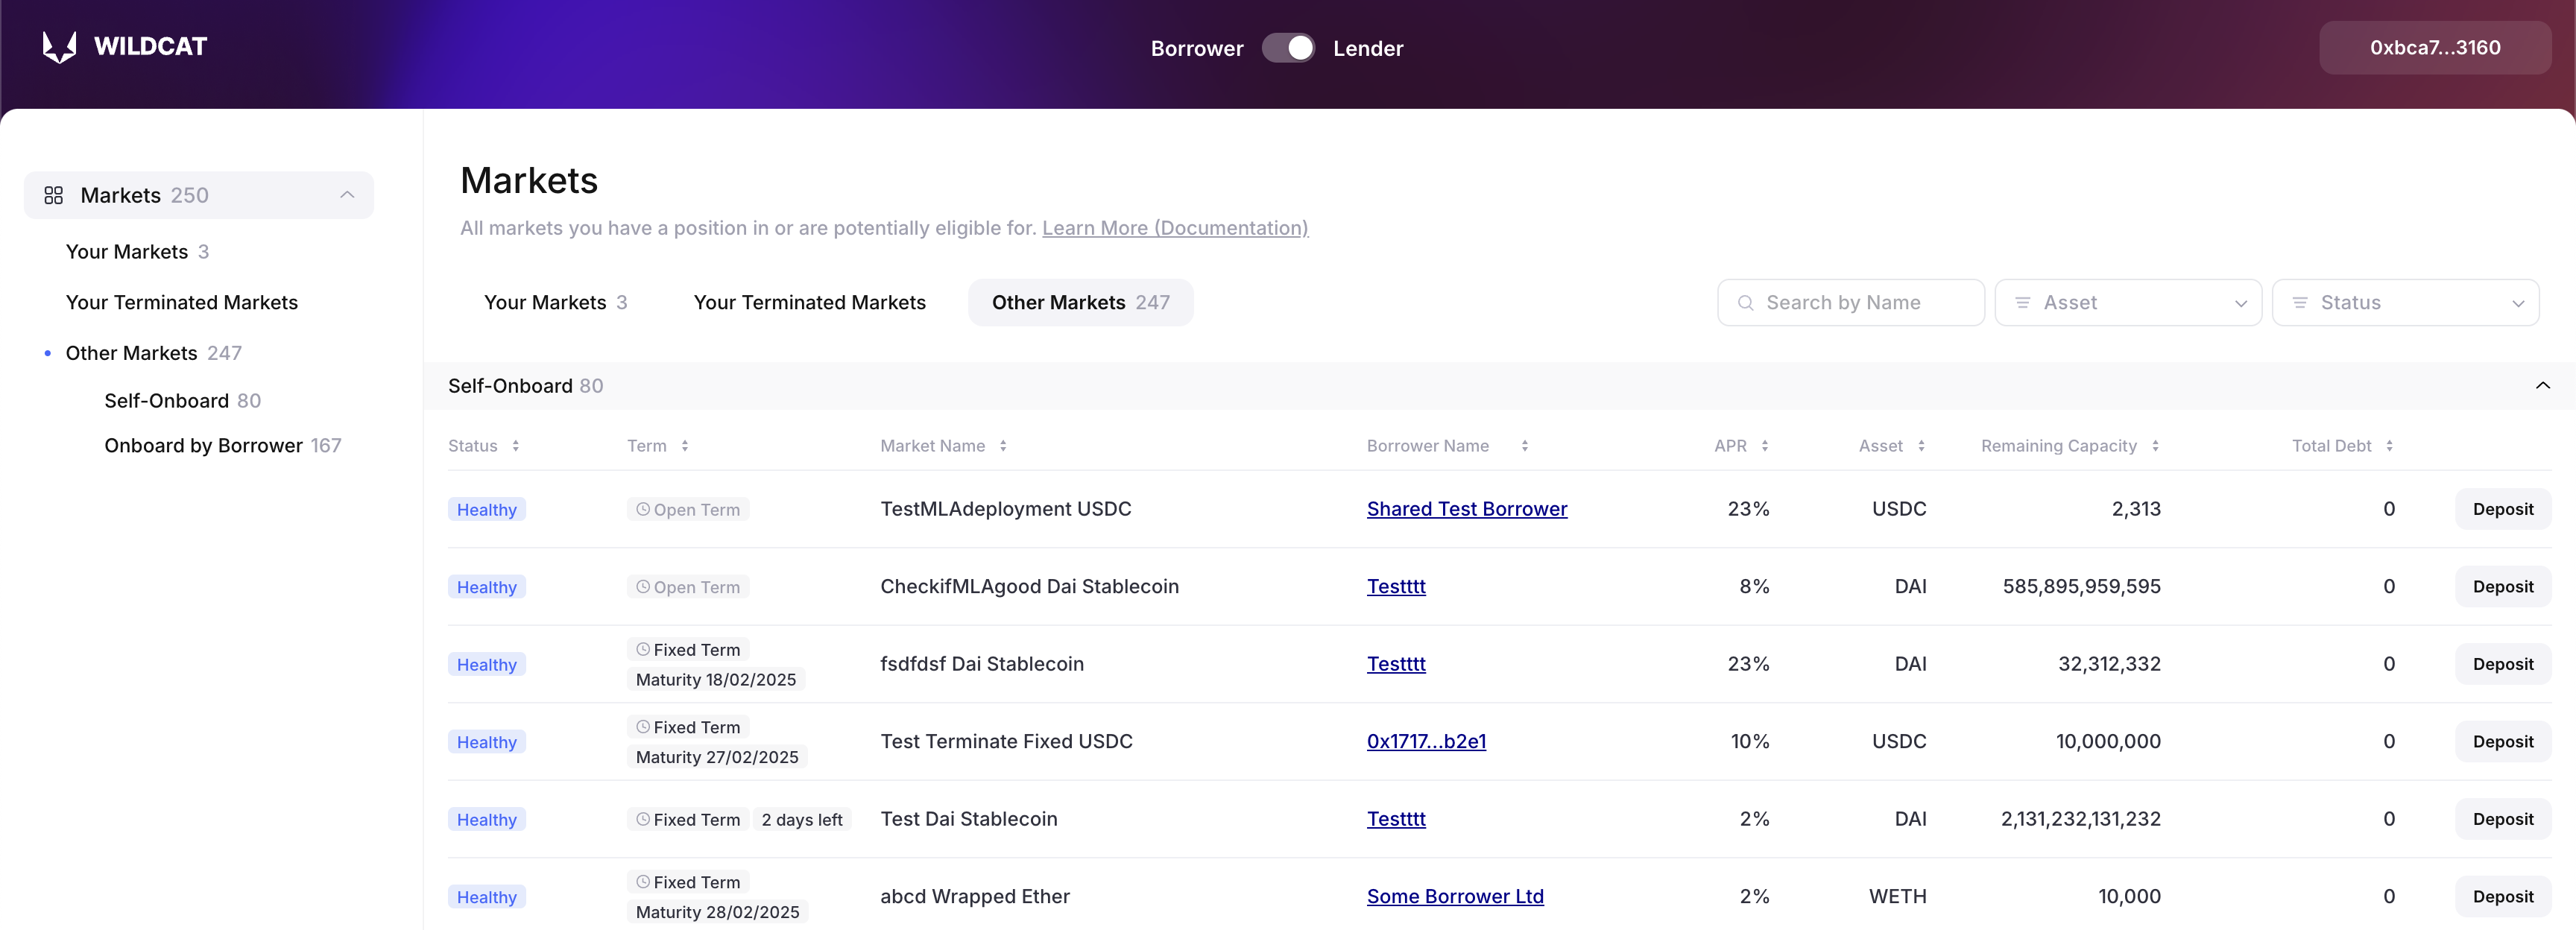 WILDCAT
Borrower Lender
0xbca7...3160
Markets 250
Your Markets 3
Your Terminated Markets
Other Markets 247
Self-Onboard 80
Onboard by Borrower 167
Markets
All markets you have a position in or are potentially eligible for. Learn More (Documentation)
Your Markets 3 Your Terminated Markets Other Markets 247 Search by Name Asset Status
Self-Onboard 80
Status Term Market Name Borrower Name APR Asset Remaining Capacity Total Debt
Healthy Open Term TestMLAdeployment USDC Shared Test Borrower 23% USDC 2,313 0 Deposit
Healthy Open Term CheckifMLAgood Dai Stablecoin Testttt 8% DAI 585,895,959,595 0 Deposit
Healthy Fixed Term Maturity 18/02/2025 fsdfdsf Dai Stablecoin Testttt 23% DAI 32,312,332 0 Deposit
Healthy Fixed Term Maturity 27/02/2025 Test Terminate Fixed USDC 0x1717...b2e1 10% USDC 10,000,000 0 Deposit
Healthy Fixed Term 2 days left Test Dai Stablecoin Testttt 2% DAI 2,131,232,131,232 0 Deposit
Healthy Fixed Term Maturity 28/02/2025 abcd Wrapped Ether Some Borrower Ltd 2% WETH 10,000 0 Deposit